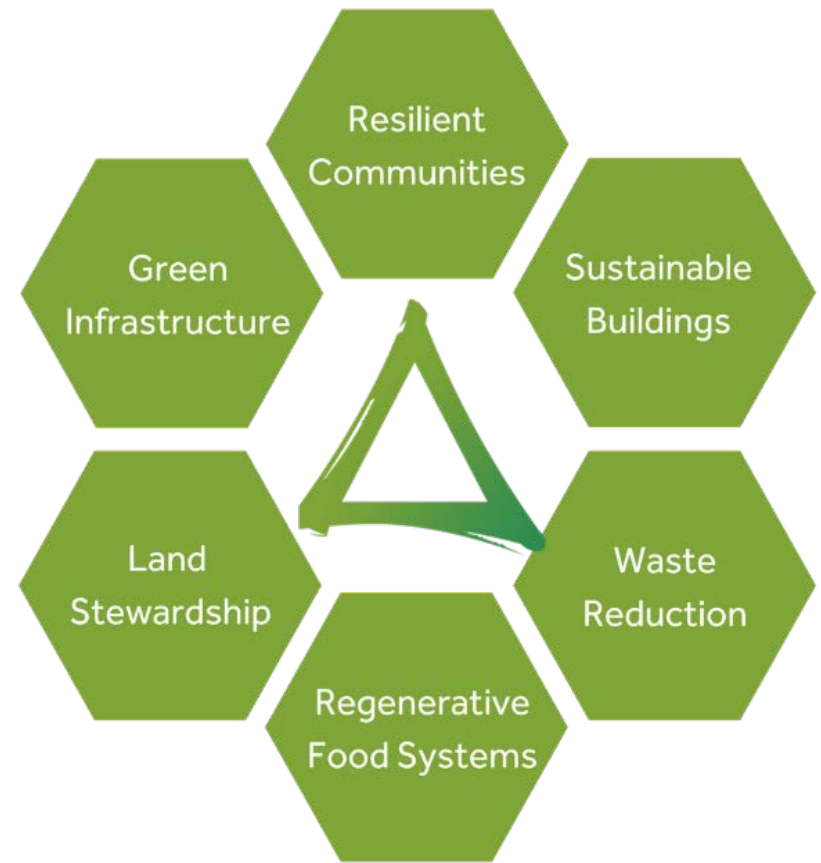 Resilient
Communities
Sustainable
Buildings
Waste
Reduction
Regenerative
Food Systems
Land
Stewardship
Green
Infrastructure